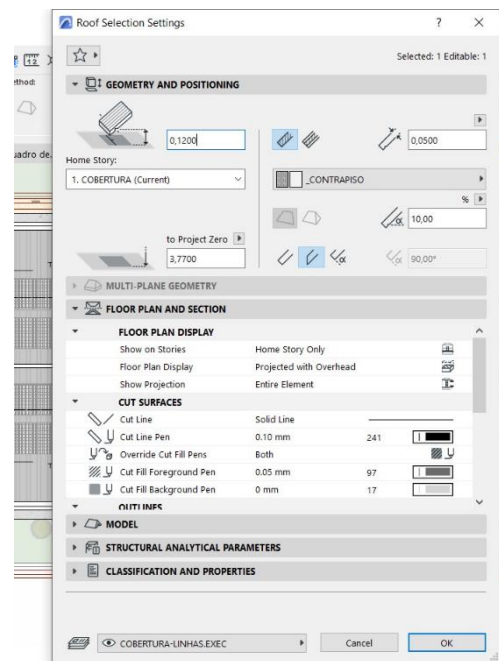 Roof Selection Settings ? ×
Selected: 1 Editable: 1
12
ethod:
uadro de
GEOMETRY AND POSITIONING
0,1200
0,0500
Home Story:
1. COBERTURA (Current)
_CONTRAPISO
%
10,00
to Project Zero
3,7700
90,00°
MULTI-PLANE GEOMETRY
FLOOR PLAN AND SECTION
FLOOR PLAN DISPLAY
Show on Stories Home Story Only
Floor Plan Display Projected with Overhead
Show Projection Entire Element
CUT SURFACES
Cut Line Solid Line
Cut Line Pen 0.10 mm 241
Override Cut Fill Pens Both
Cut Fill Foreground Pen 0.05 mm 97
Cut Fill Background Pen 0 mm 17
OUTLINES
MODEL
STRUCTURAL ANALYTICAL PARAMETERS
CLASSIFICATION AND PROPERTIES
COBERTURA-LINHAS.EXEC Cancel OK